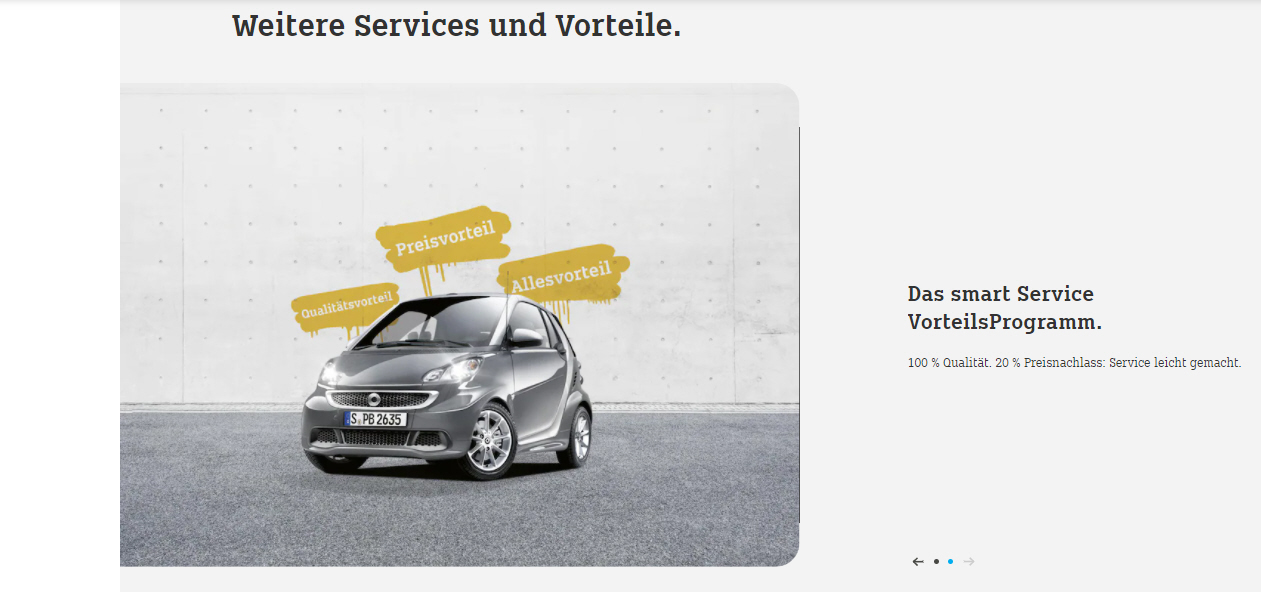 Weitere Services und Vorteile.
Preisvorteil
Allesvorteil
Qualitätsvorteil
S PB 2635
Das smart Service
VorteilsProgramm.
100 % Qualität. 20 % Preisnachlass: Service leicht gemacht.